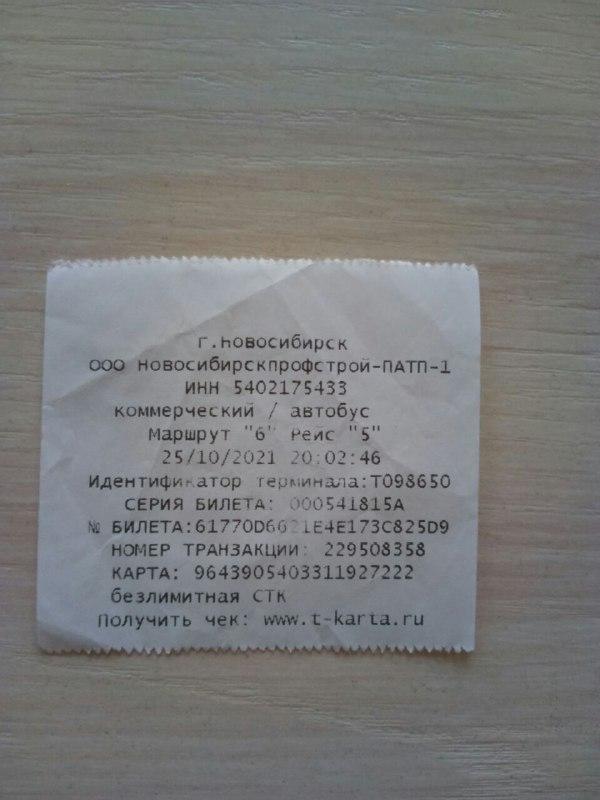 г.Новосибирск
ООО Новосибирскпрофстрой-ПАТП-1
ИНН 5402175433
коммерческий / автобус
Маршрут "6" Рейс "5"
25/10/2021 20:02:46
Идентификатор терминала:T098650
СЕРИЯ БИЛЕТА: 000541815A
№ БИЛЕТА:61770D6621E4E173C825D9
НОМЕР ТРАНЗАКЦИИ: 229508358
КАРТА: 9643905403311927222
безлимитная СТК
Получить чек: www.t-karta.ru